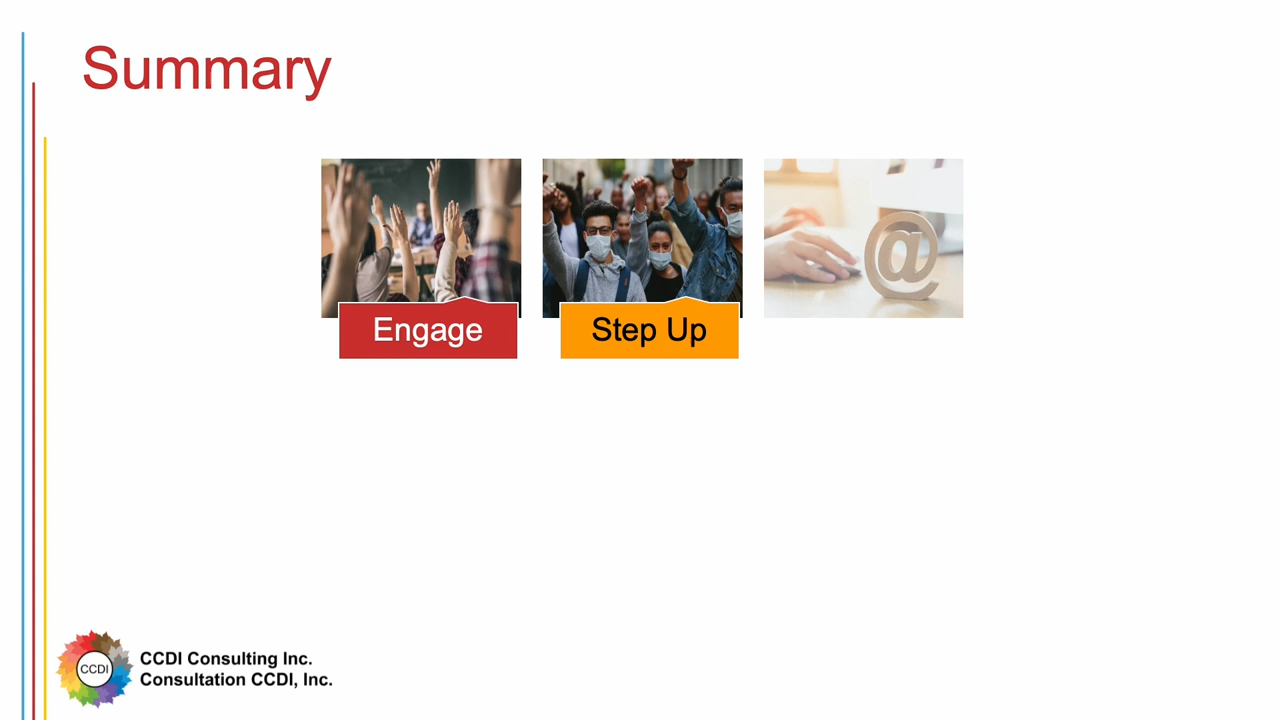 Summary
@
Engage
Step Up
CCDI
CCDI Consulting Inc.
Consultation CCDI, Inc.